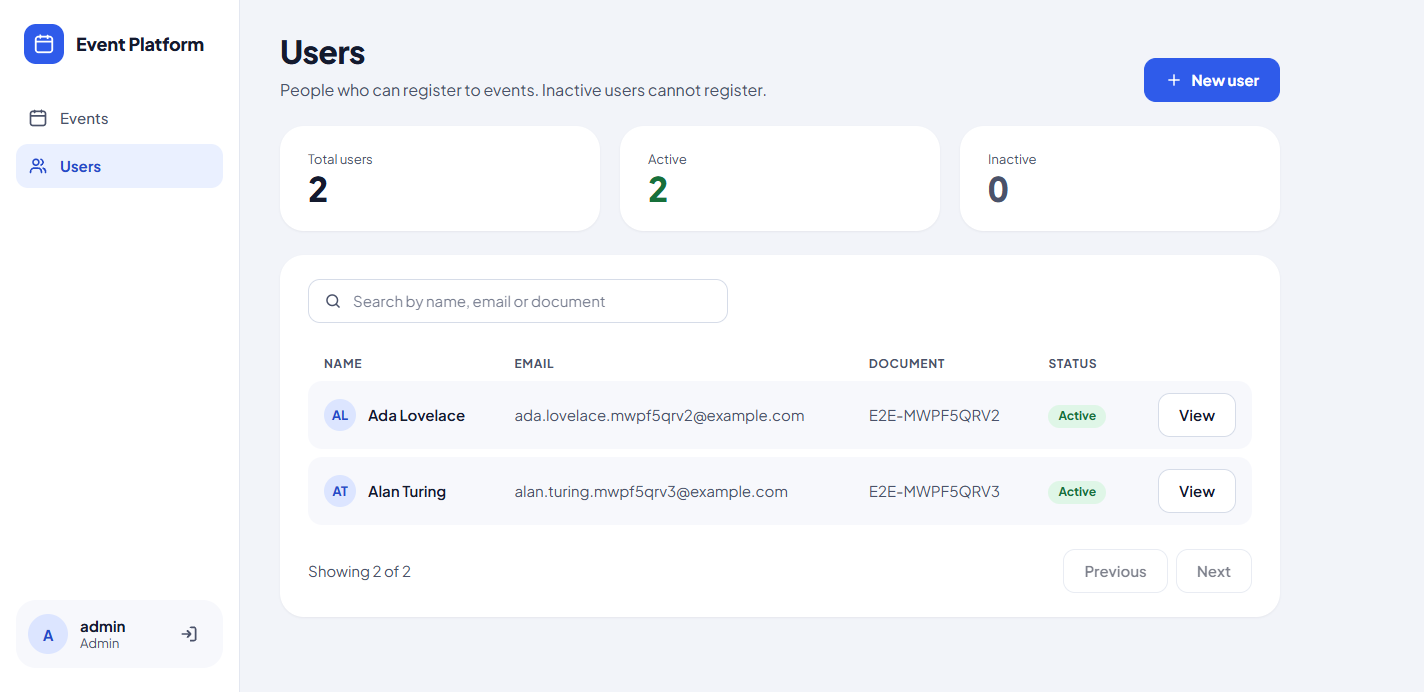 Event Platform
Events
Users
Users
People who can register to events. Inactive users cannot register.
New user
Total users
2
Active
2
Inactive
0
Search by name, email or document
NAME EMAIL DOCUMENT STATUS
AL Ada Lovelace ada.lovelace.mwpf5qrv2@example.com E2E-MWPF5QRV2 Active View
AT Alan Turing alan.turing.mwpf5qrv3@example.com E2E-MWPF5QRV3 Active View
Showing 2 of 2 Previous Next
A admin
Admin